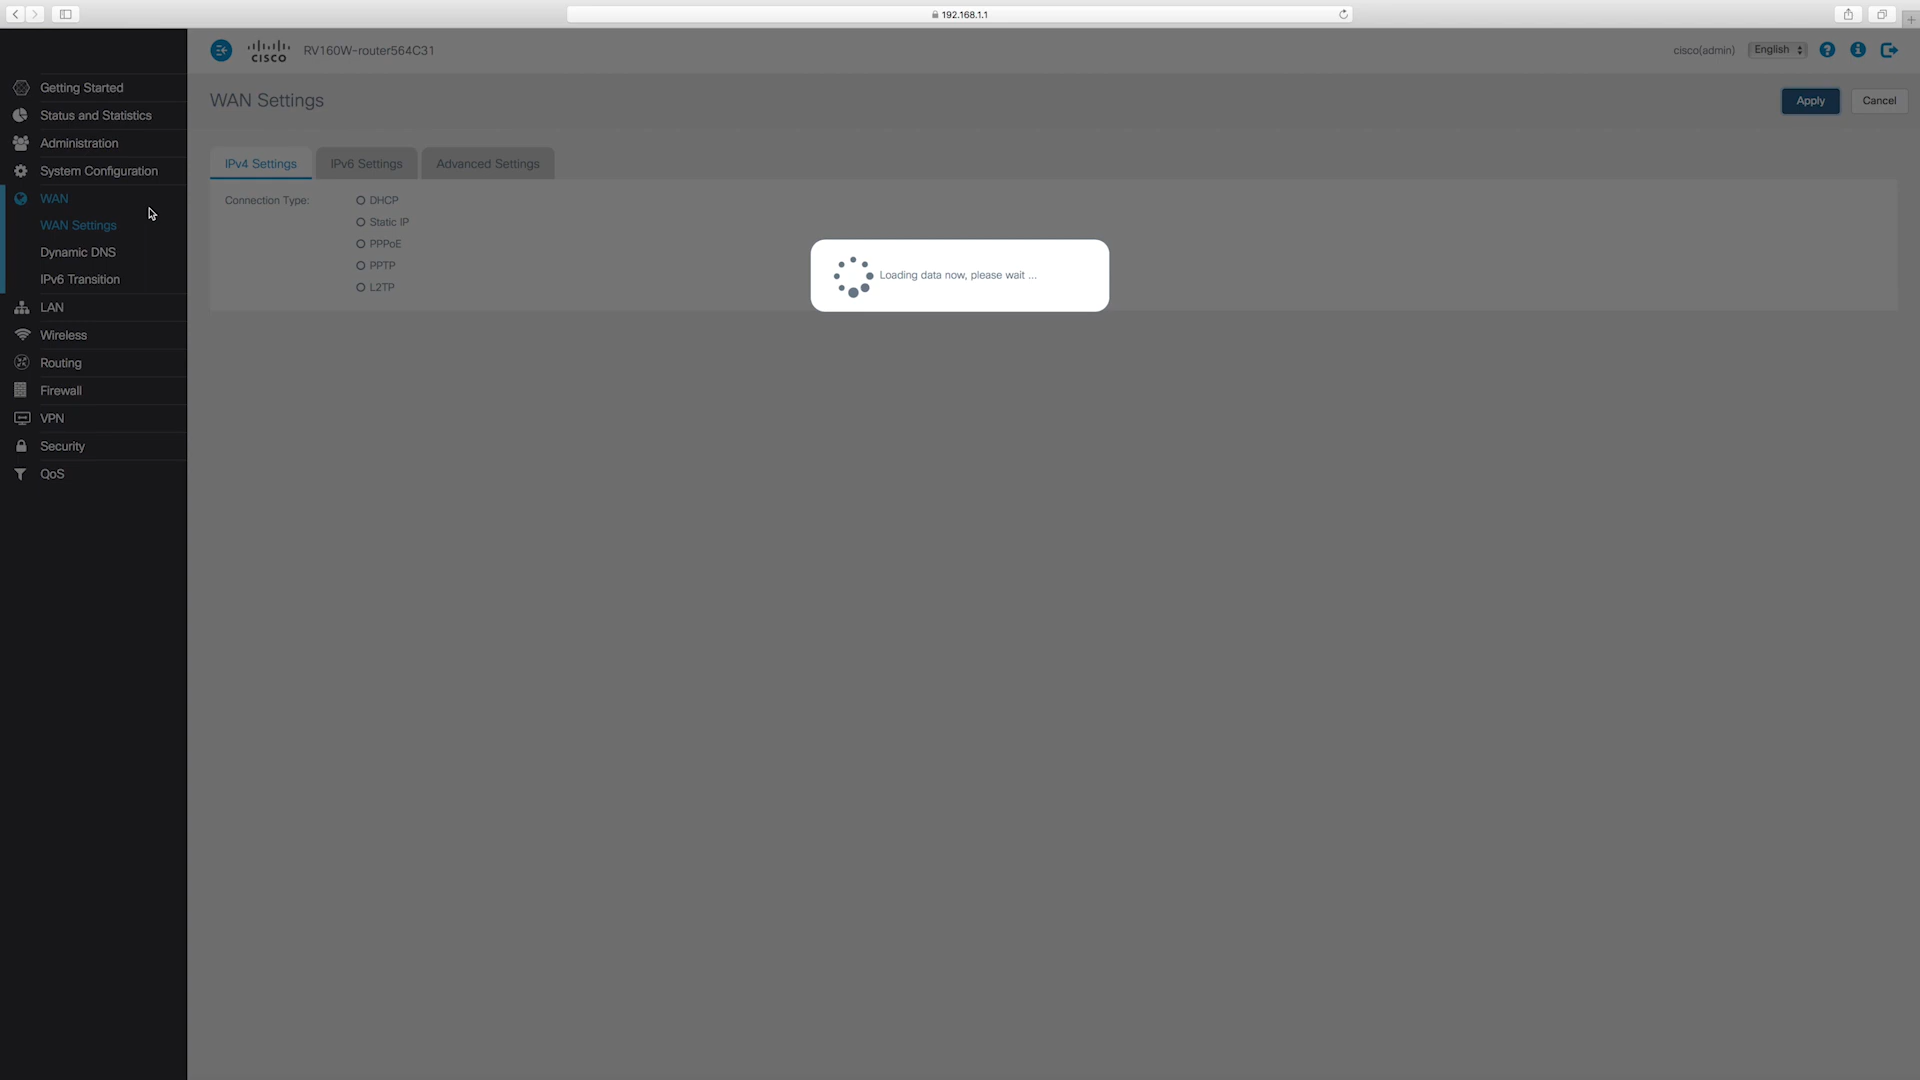 192.168.1.1
CISCO RV160W-router564C31 cisco(admin) English
WAN Settings Apply Cancel
Getting Started
Status and Statistics
Administration
System Configuration
WAN
WAN Settings
Dynamic DNS
IPv6 Transition
LAN
Wireless
Routing
Firewall
VPN
Security
QoS
IPv4 Settings IPv6 Settings Advanced Settings
Connection Type: DHCP
Static IP
PPPoE
PPTP
L2TP
Loading data now, please wait ...